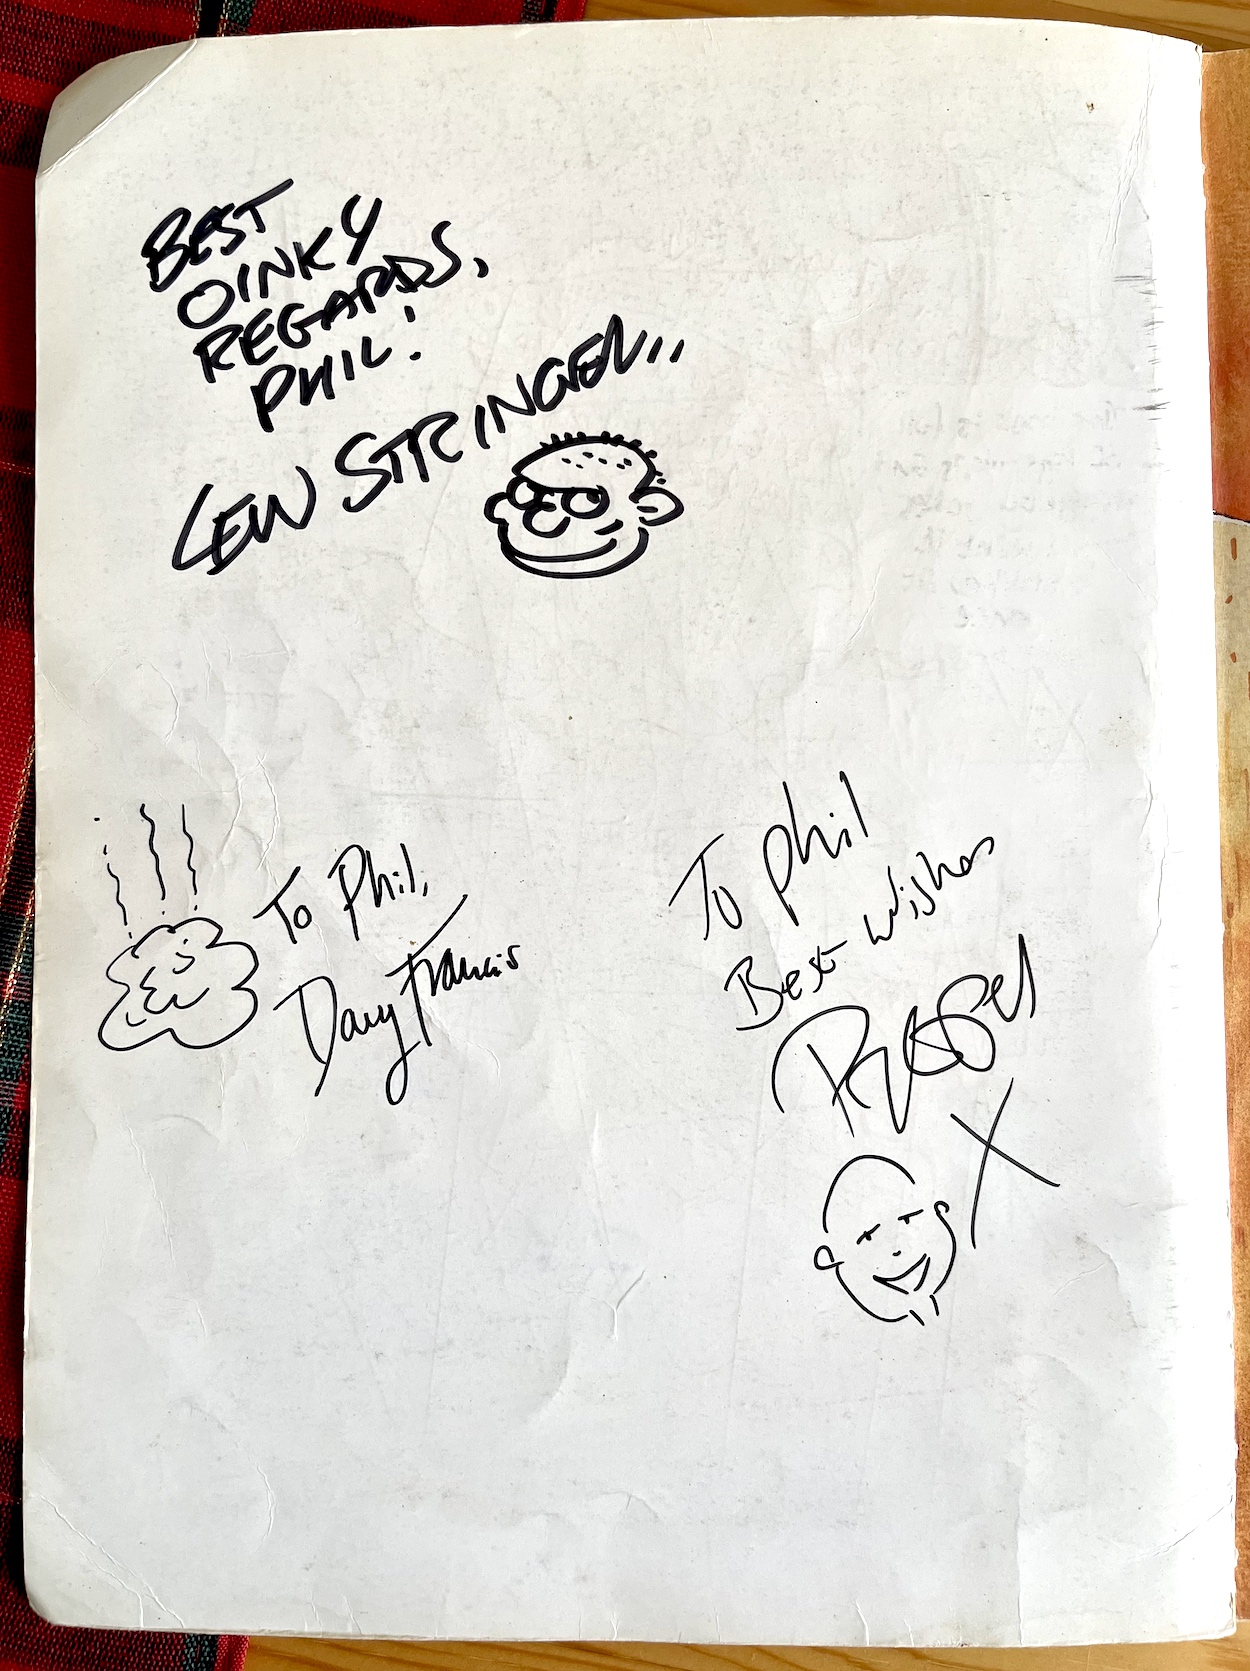 BEST
OINKY
REGARDS,
PHIL!
LEW STRINGER..
To Phil,
Davy Francis
To Phil
Best Wishes
X